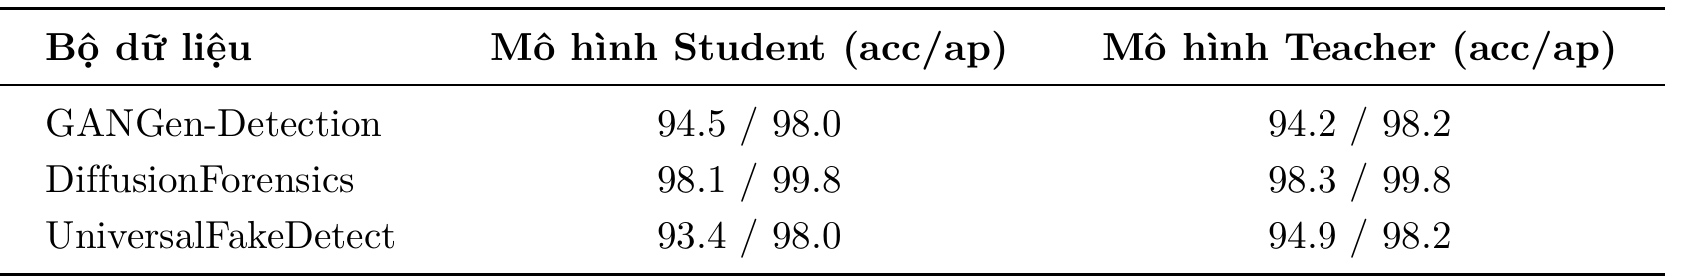 Bộ dữ liệu Mô hình Student (acc/ap) Mô hình Teacher (acc/ap)
GANGen-Detection 94.5 / 98.0 94.2 / 98.2
DiffusionForensics 98.1 / 99.8 98.3 / 99.8
UniversalFakeDetect 93.4 / 98.0 94.9 / 98.2